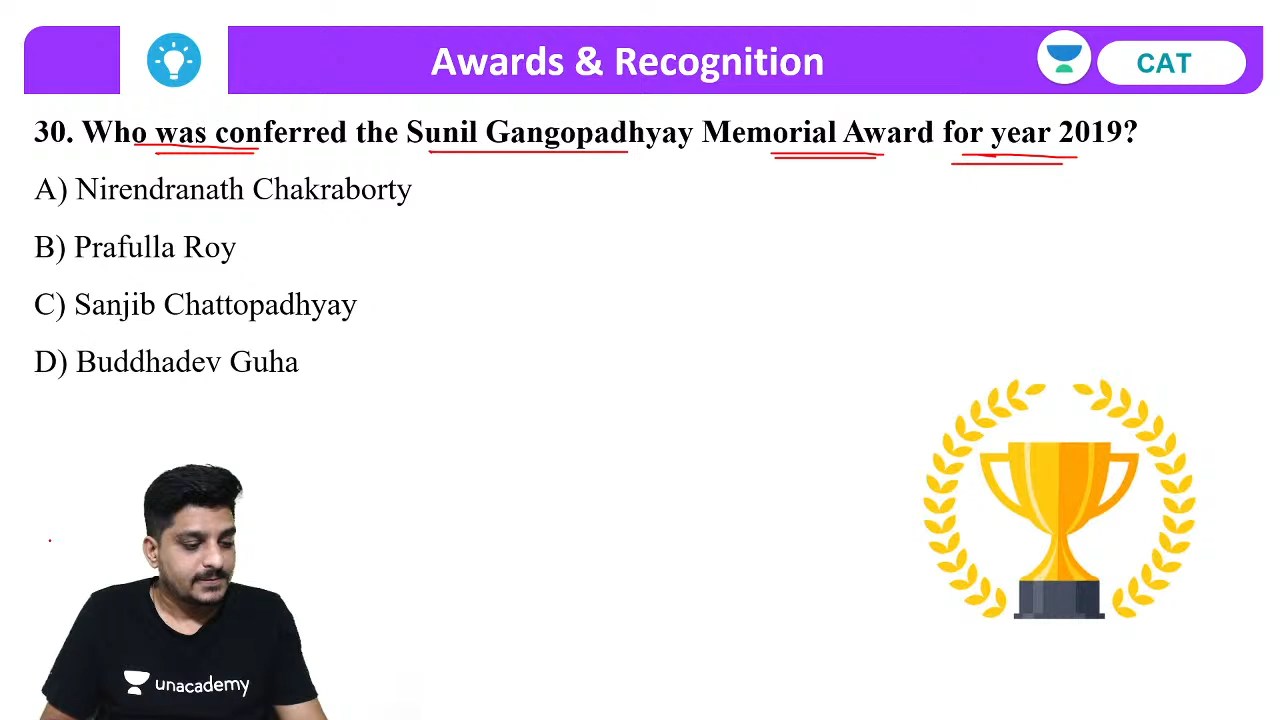 Awards & Recognition
CAT
30. Who was conferred the Sunil Gangopadhyay Memorial Award for year 2019?
A) Nirendranath Chakraborty
B) Prafulla Roy
C) Sanjib Chattopadhyay
D) Buddhadev Guha
unacademy